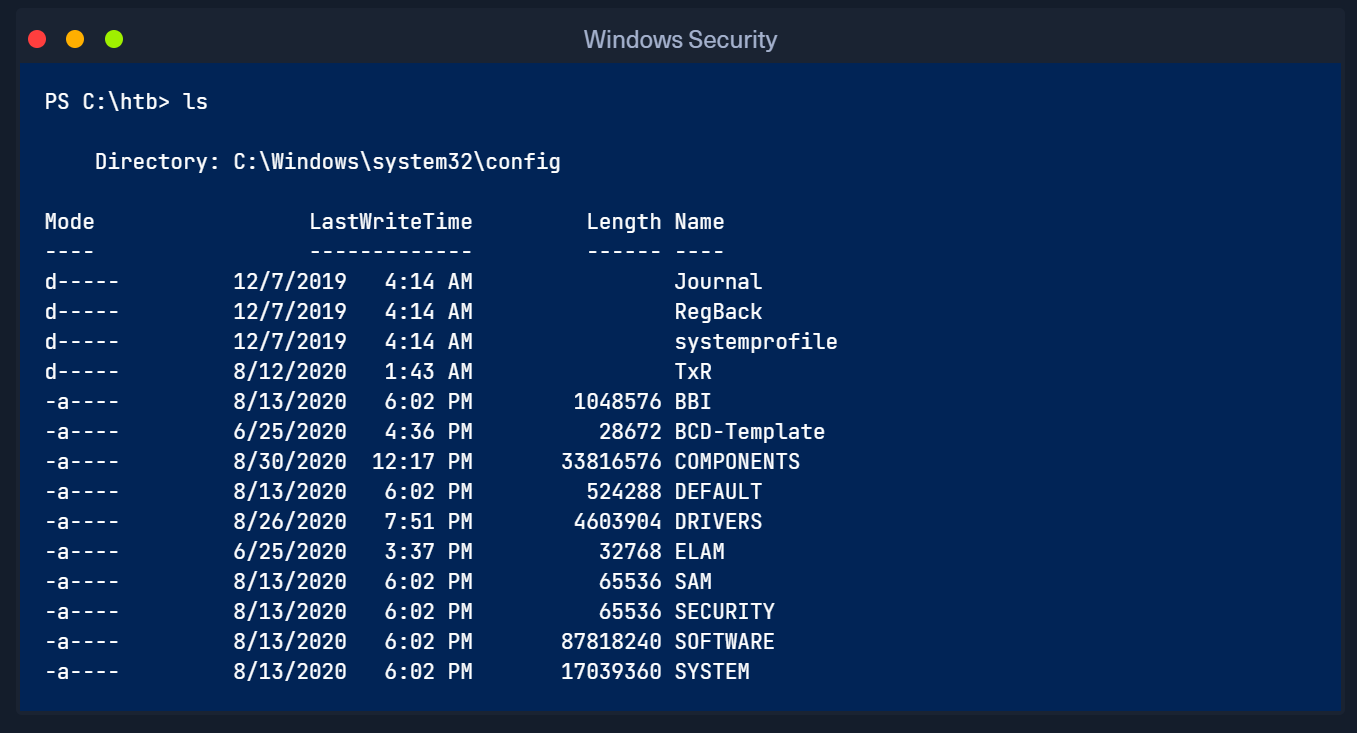 Windows Security
PS C:\htb> ls
    Directory: C:\Windows\system32\config
Mode                 LastWriteTime         Length Name
----                 -------------         ------ ----
d-----         12/7/2019   4:14 AM                Journal
d-----         12/7/2019   4:14 AM                RegBack
d-----         12/7/2019   4:14 AM                systemprofile
d-----         8/12/2020   1:43 AM                TxR
-a----         8/13/2020   6:02 PM        1048576 BBI
-a----         6/25/2020   4:36 PM          28672 BCD-Template
-a----         8/30/2020  12:17 PM       33816576 COMPONENTS
-a----         8/13/2020   6:02 PM         524288 DEFAULT
-a----         8/26/2020   7:51 PM        4603904 DRIVERS
-a----         6/25/2020   3:37 PM          32768 ELAM
-a----         8/13/2020   6:02 PM          65536 SAM
-a----         8/13/2020   6:02 PM          65536 SECURITY
-a----         8/13/2020   6:02 PM       87818240 SOFTWARE
-a----         8/13/2020   6:02 PM       17039360 SYSTEM